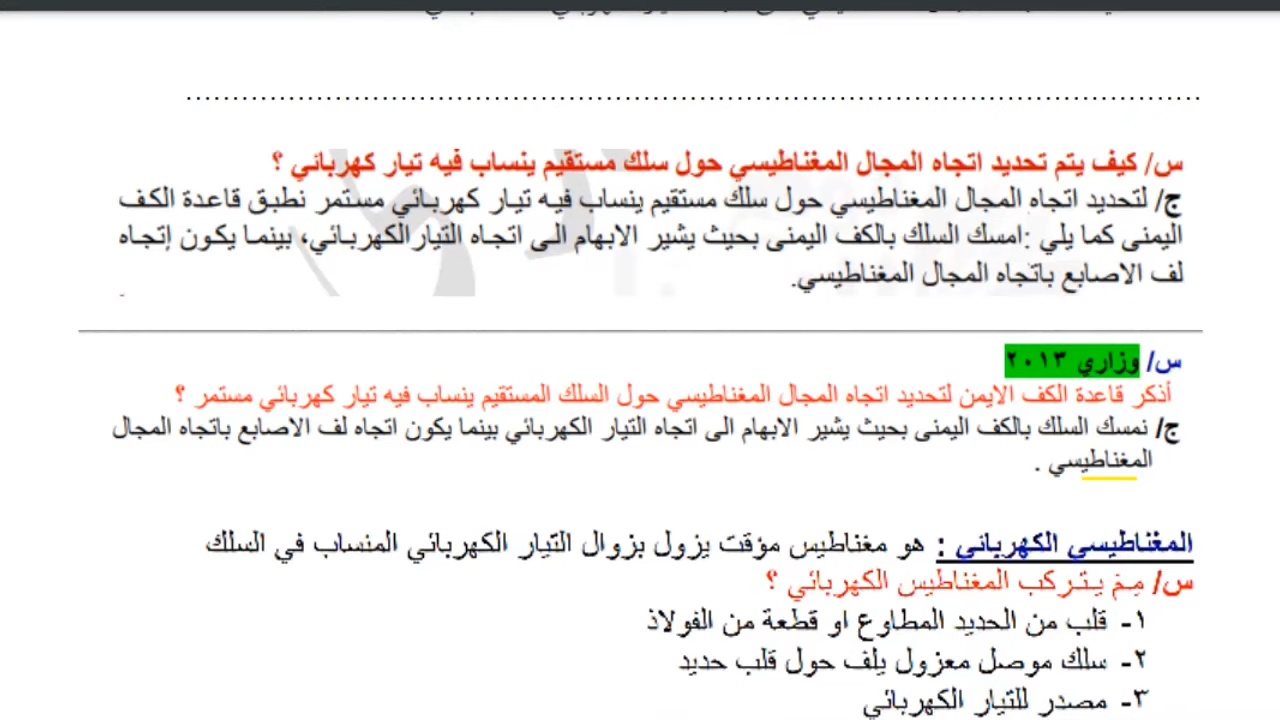 س/ كيف يتم تحديد اتجاه المجال المغناطيسي حول سلك مستقيم ينساب فيه تيار كهربائي ؟
ج/ لتحديد اتجاه المجال المغناطيسي حول سلك مستقيم ينساب فيه تيار كهربائي مستمر نطبق قاعدة الكف
اليمنى كما يلي :امسك السلك بالكف اليمنى بحيث يشير الابهام الى اتجاه التيارالكهربائي، بينما يكون إتجاه
لف الاصابع باتجاه المجال المغناطيسي.
س/ وزاري ٢٠١٣
أذكر قاعدة الكف الايمن لتحديد اتجاه المجال المغناطيسي حول السلك المستقيم ينساب فيه تيار كهربائي مستمر ؟
ج/ نمسك السلك بالكف اليمنى بحيث يشير الابهام الى اتجاه التيار الكهربائي بينما يكون اتجاه لف الاصابع باتجاه المجال
المغناطيسي .
المغناطيسي الكهربائي : هو مغناطيس مؤقت يزول بزوال التيار الكهربائي المنساب في السلك
س/ مِمَ يتركب المغناطيس الكهربائي ؟
١- قلب من الحديد المطاوع او قطعة من الفولاذ
٢- سلك موصل معزول يلف حول قلب حديد
٣- مصدر للتيار الكهربائي